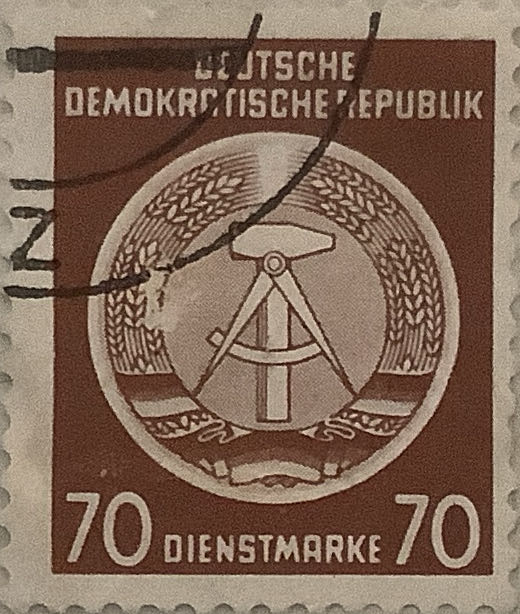 DEUTSCHE
DEMOKRATISCHE REPUBLIK
Z
70 DIENSTMARKE 70